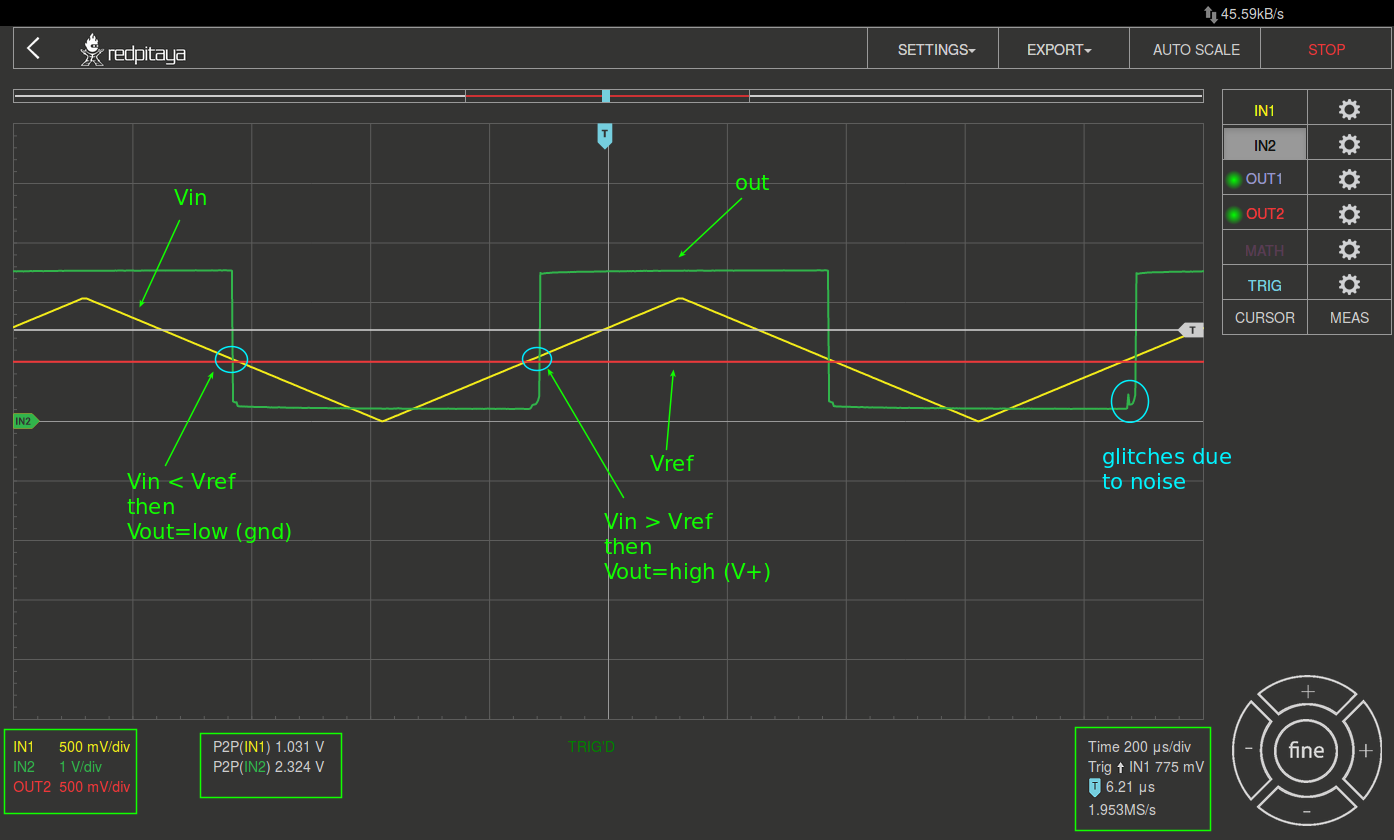 45.59kB/s
redpitaya
SETTINGS
EXPORT
AUTO SCALE
STOP
IN1
IN2
OUT1
OUT2
MATH
TRIG
CURSOR
MEAS
T
Vin
out
T
IN2
Vref
glitches due
to noise
Vin < Vref
then
Vout=low (gnd)
Vin > Vref
then
Vout=high (V+)
IN1 500 mV/div
IN2 1 V/div
OUT2 500 mV/div
P2P(IN1) 1.031 V
P2P(IN2) 2.324 V
TRIG'D
Time 200 µs/div
Trig ↑ IN1 775 mV
T 6.21 µs
1.953MS/s
+
- fine +
-